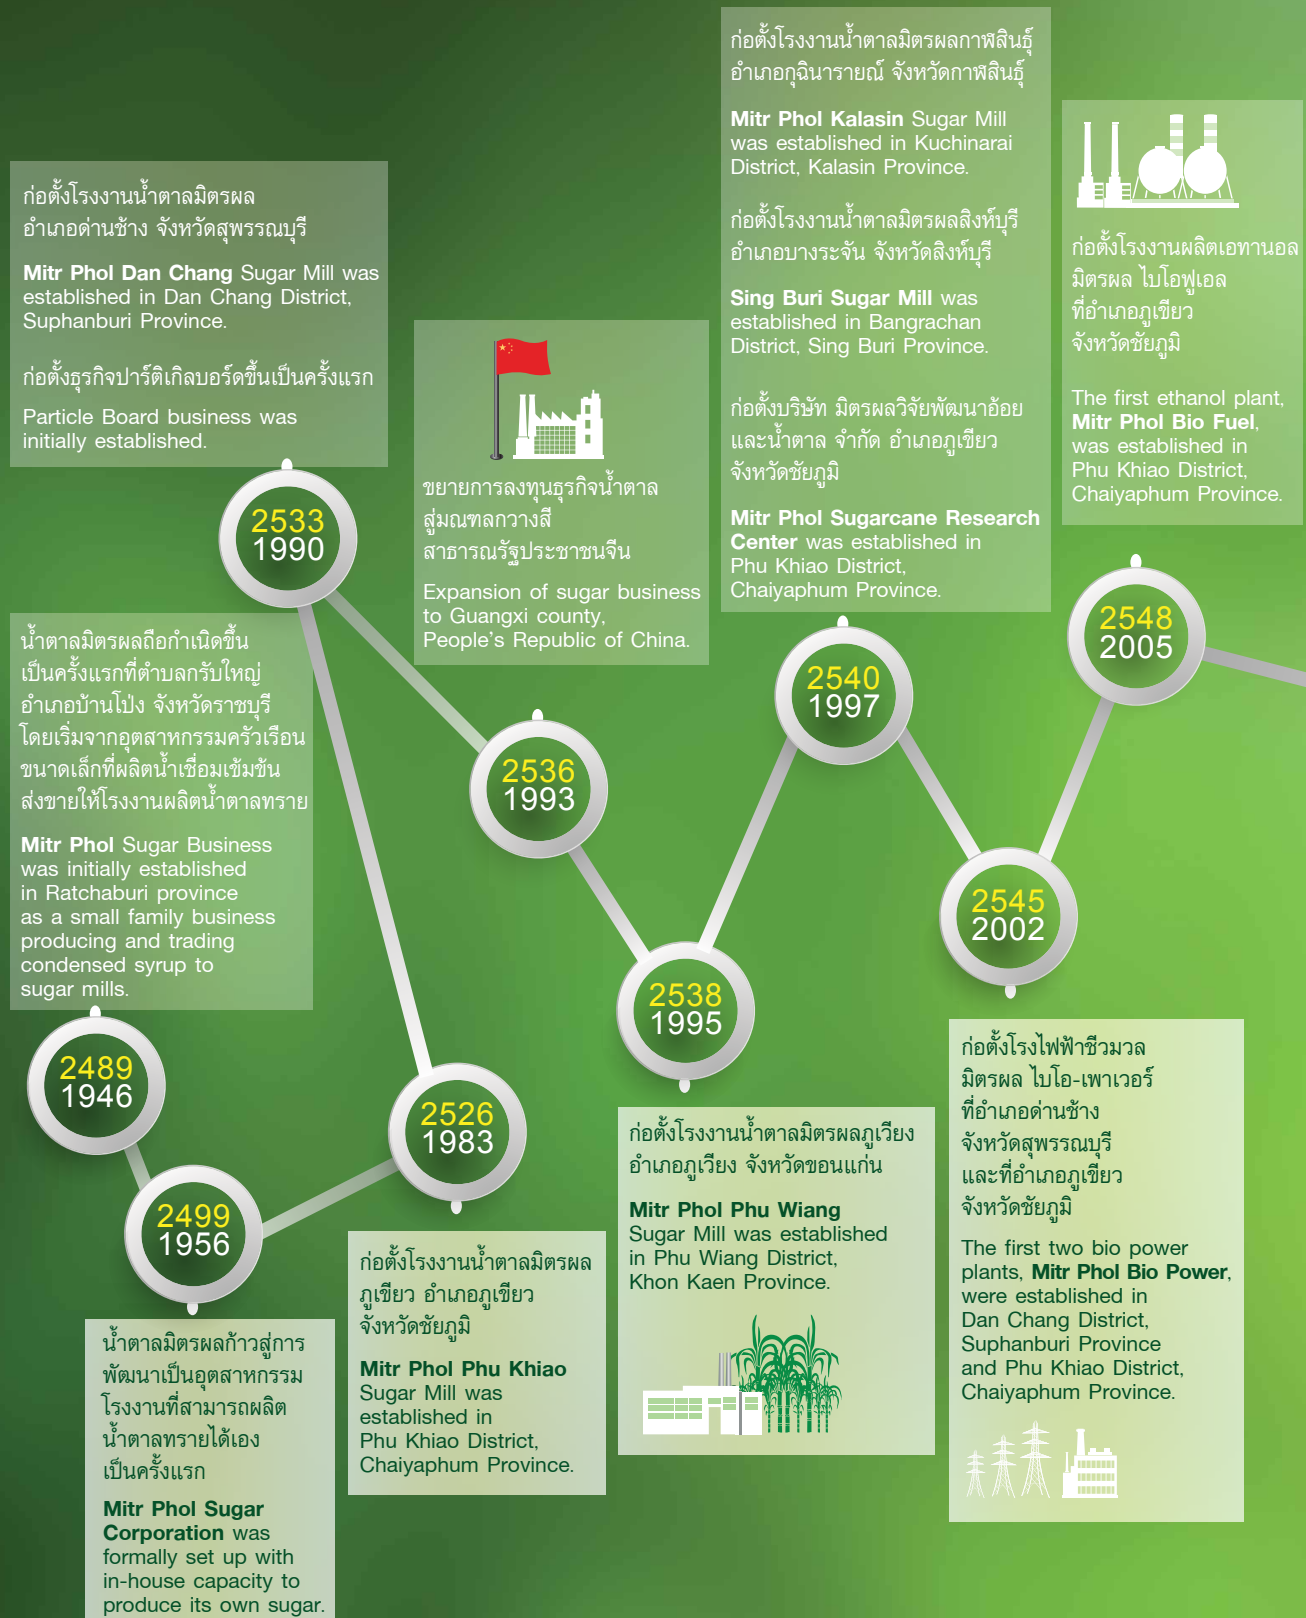 น้ำตาลมิตรผลถือกำเนิดขึ้น
เป็นครั้งแรกที่ตำบลกรับใหญ่
อำเภอบ้านโป่ง จังหวัดราชบุรี
โดยเริ่มจากอุตสาหกรรมครัวเรือน
ขนาดเล็กที่ผลิตน้ำเชื่อมเข้มข้น
ส่งขายให้โรงงานผลิตน้ำตาลทราย
Mitr Phol Sugar Business
was initially established
in Ratchaburi province
as a small family business
producing and trading
condensed syrup to
sugar mills.
2489
1946
2499
1956
น้ำตาลมิตรผลก้าวสู่การ
พัฒนาเป็นอุตสาหกรรม
โรงงานที่สามารถผลิต
น้ำตาลทรายได้เอง
เป็นครั้งแรก
Mitr Phol Sugar
Corporation was
formally set up with
in-house capacity to
produce its own sugar.
2526
1983
ก่อตั้งโรงงานน้ำตาลมิตรผล
ภูเขียว อำเภอภูเขียว
จังหวัดชัยภูมิ
Mitr Phol Phu Khiao
Sugar Mill was
established in
Phu Khiao District,
Chaiyaphum Province.
ก่อตั้งโรงงานน้ำตาลมิตรผล
อำเภอด่านช้าง จังหวัดสุพรรณบุรี
Mitr Phol Dan Chang Sugar Mill was
established in Dan Chang District,
Suphanburi Province.
ก่อตั้งธุรกิจปาร์ติเกิลบอร์ดขึ้นเป็นครั้งแรก
Particle Board business was
initially established.
2533
1990
ขยายการลงทุนธุรกิจน้ำตาล
สู่มณฑลกวางสี
สาธารณรัฐประชาชนจีน
Expansion of sugar business
to Guangxi county,
People's Republic of China.
2536
1993
2538
1995
ก่อตั้งโรงงานน้ำตาลมิตรผลภูเวียง
อำเภอภูเวียง จังหวัดขอนแก่น
Mitr Phol Phu Wiang
Sugar Mill was established
in Phu Wiang District,
Khon Kaen Province.
ก่อตั้งโรงงานน้ำตาลมิตรผลกาฬสินธุ์
อำเภอกุฉินารายณ์ จังหวัดกาฬสินธุ์
Mitr Phol Kalasin Sugar Mill
was established in Kuchinarai
District, Kalasin Province.
ก่อตั้งโรงงานน้ำตาลมิตรผลสิงห์บุรี
อำเภอบางระจัน จังหวัดสิงห์บุรี
Sing Buri Sugar Mill was
established in Bangrachan
District, Sing Buri Province.
ก่อตั้งบริษัท มิตรผลวิจัยพัฒนาอ้อย
และน้ำตาล จำกัด อำเภอภูเขียว
จังหวัดชัยภูมิ
Mitr Phol Sugarcane Research
Center was established in
Phu Khiao District,
Chaiyaphum Province.
2540
1997
2545
2002
ก่อตั้งโรงไฟฟ้าชีวมวล
มิตรผล ไบโอ-เพาเวอร์
ที่อำเภอด่านช้าง
จังหวัดสุพรรณบุรี
และที่อำเภอภูเขียว
จังหวัดชัยภูมิ
The first two bio power
plants, Mitr Phol Bio Power,
were established in
Dan Chang District,
Suphanburi Province
and Phu Khiao District,
Chaiyaphum Province.
ก่อตั้งโรงงานผลิตเอทานอล
มิตรผล ไบโอฟูเอล
ที่อำเภอภูเขียว
จังหวัดชัยภูมิ
The first ethanol plant,
Mitr Phol Bio Fuel,
was established in
Phu Khiao District,
Chaiyaphum Province.
2548
2005